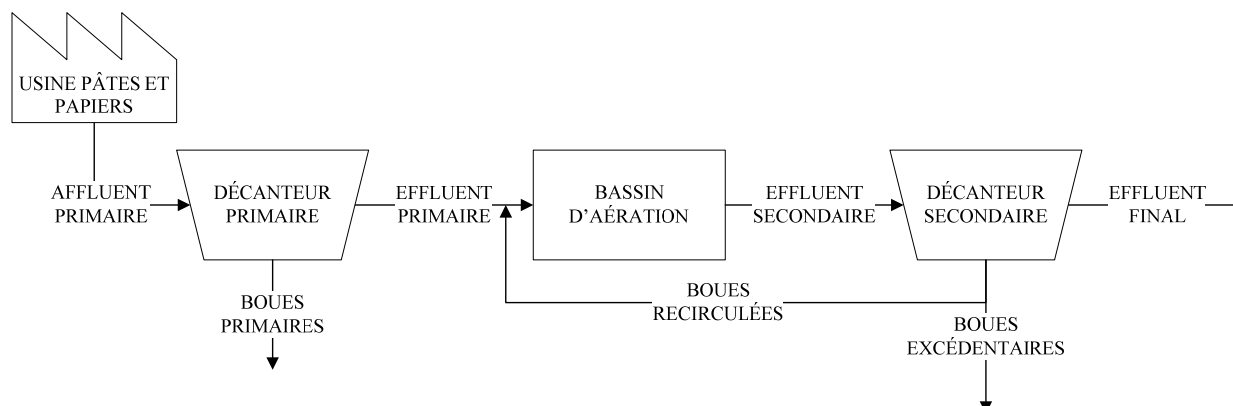 USINE PÂTES ET
PAPIERS
AFFLUENT
PRIMAIRE
DÉCANTEUR
PRIMAIRE
EFFLUENT
PRIMAIRE
BASSIN
D'AÉRATION
EFFLUENT
SECONDAIRE
DÉCANTEUR
SECONDAIRE
EFFLUENT
FINAL
BOUES
PRIMAIRES
BOUES
RECIRCULÉES
BOUES
EXCÉDENTAIRES